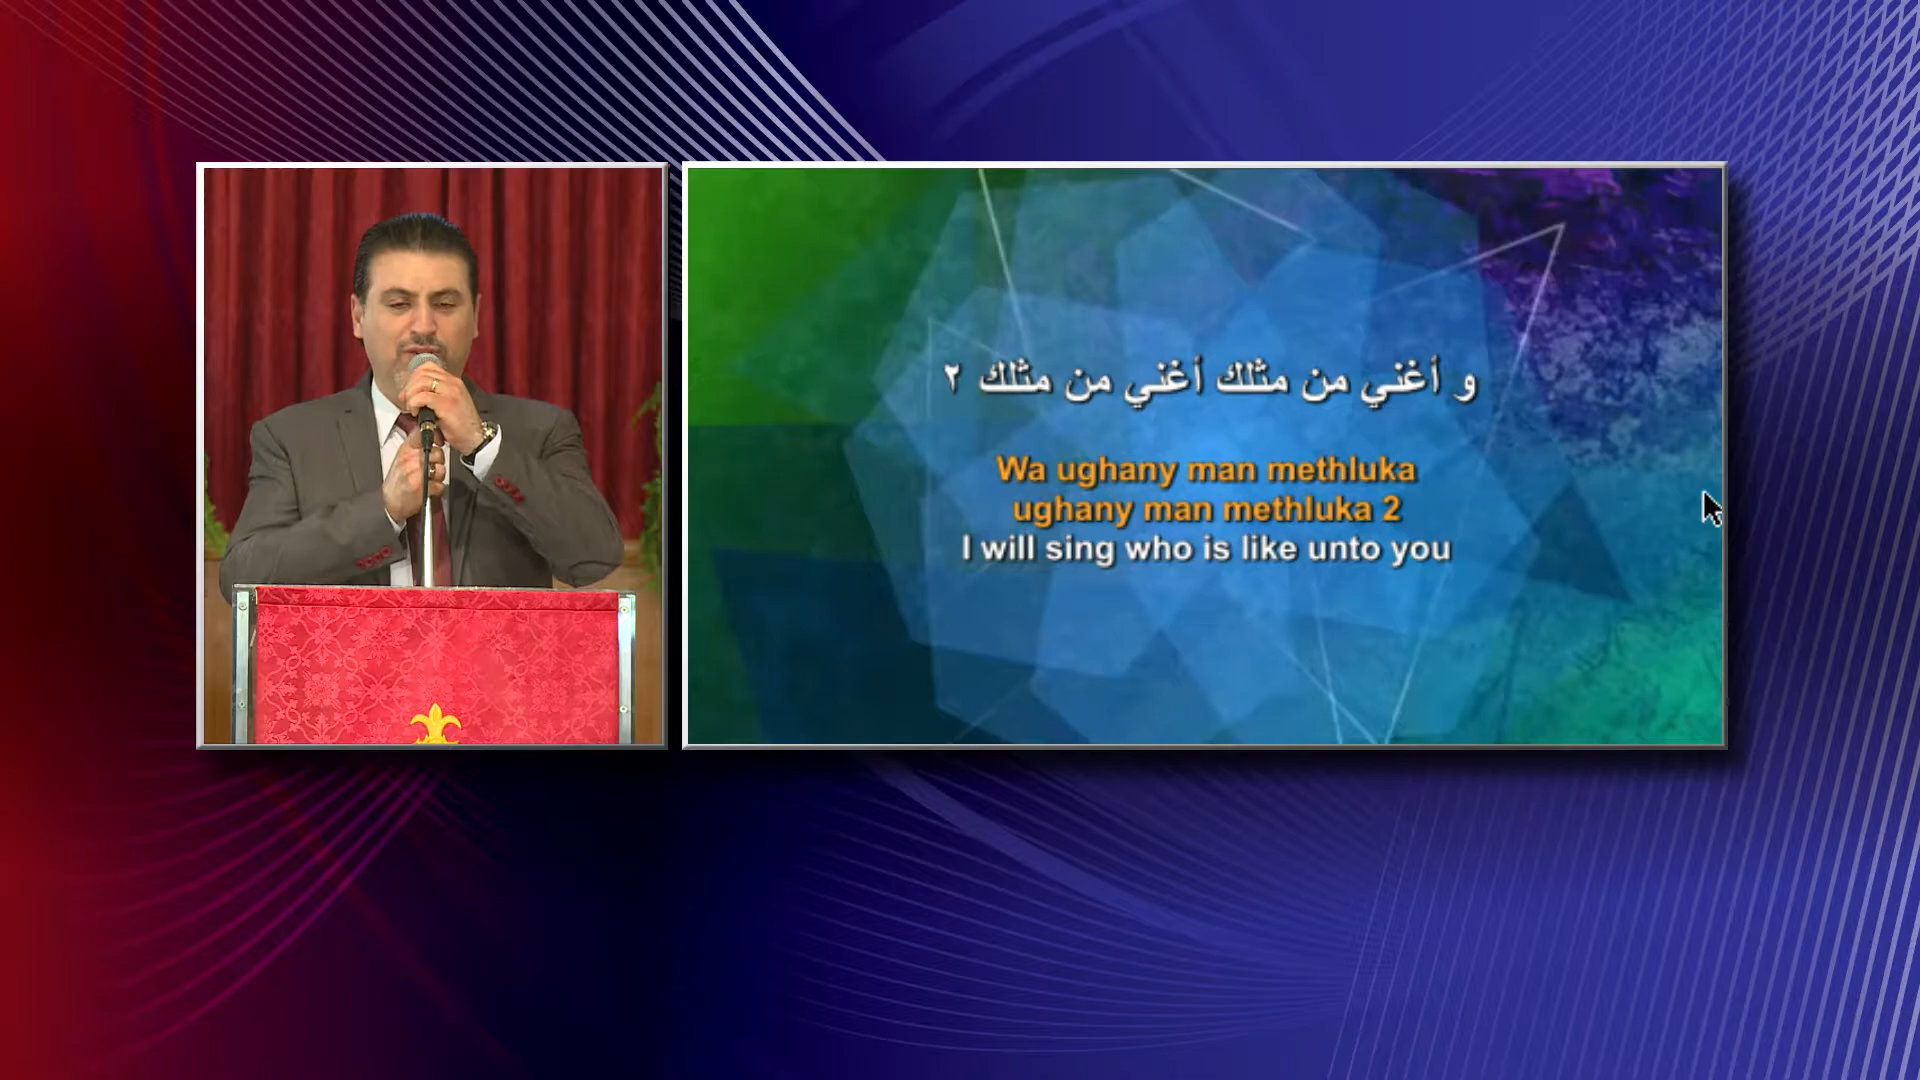 و أغني من مثلك أغني من مثلك ٢
Wa ughany man methluka
ughany man methluka 2
I will sing who is like unto you